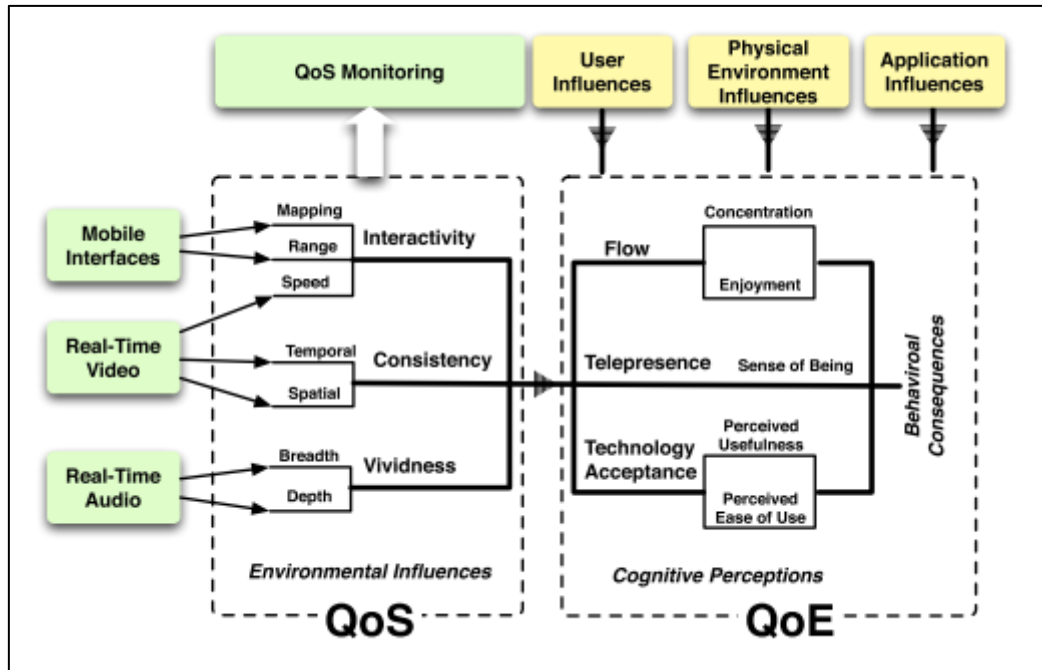 QoS Monitoring
User
Influences
Physical
Environment
Influences
Application
Influences
Mobile
Interfaces
Real-Time
Video
Real-Time
Audio
Mapping
Range
Speed
Interactivity
Temporal
Spatial
Consistency
Breadth
Depth
Vividness
Environmental Influences
QoS
Flow
Concentration
Enjoyment
Telepresence
Sense of Being
Technology
Acceptance
Perceived
Usefulness
Perceived
Ease of Use
Behaviroal
Consequences
Cognitive Perceptions
QoE